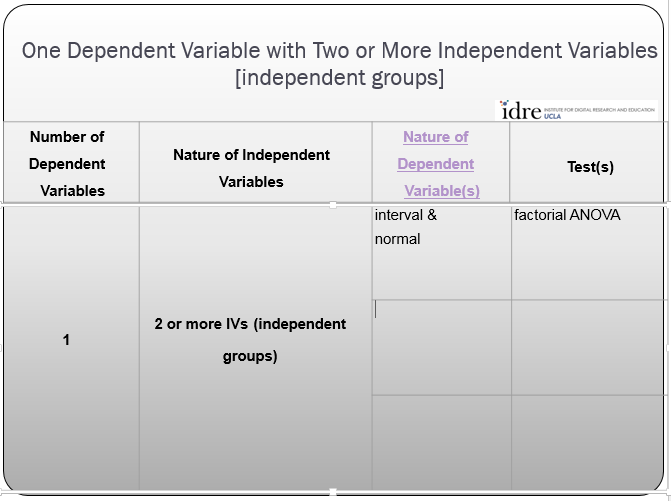 One Dependent Variable with Two or More Independent Variables
[independent groups]
idre INSTITUTE FOR DIGITAL RESEARCH AND EDUCATION
UCLA
Number of
Dependent
Variables
Nature of Independent
Variables
Nature of
Dependent
Variable(s)
Test(s)
1
2 or more IVs (independent
groups)
interval &
normal
factorial ANOVA